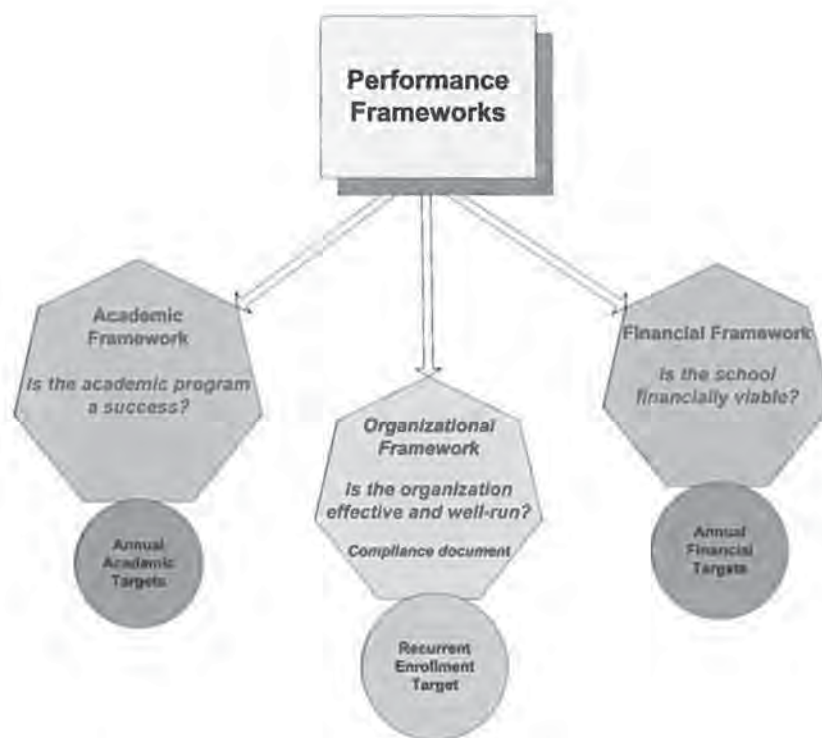 Performance
Frameworks
Academic
Framework
Is the academic program
a success?
Annual
Academic
Targets
Organizational
Framework
Is the organization
effective and well-run?
Compliance document
Recurrent
Enrollment
Target
Financial Framework
Is the school
financially viable?
Annual
Financial
Targets